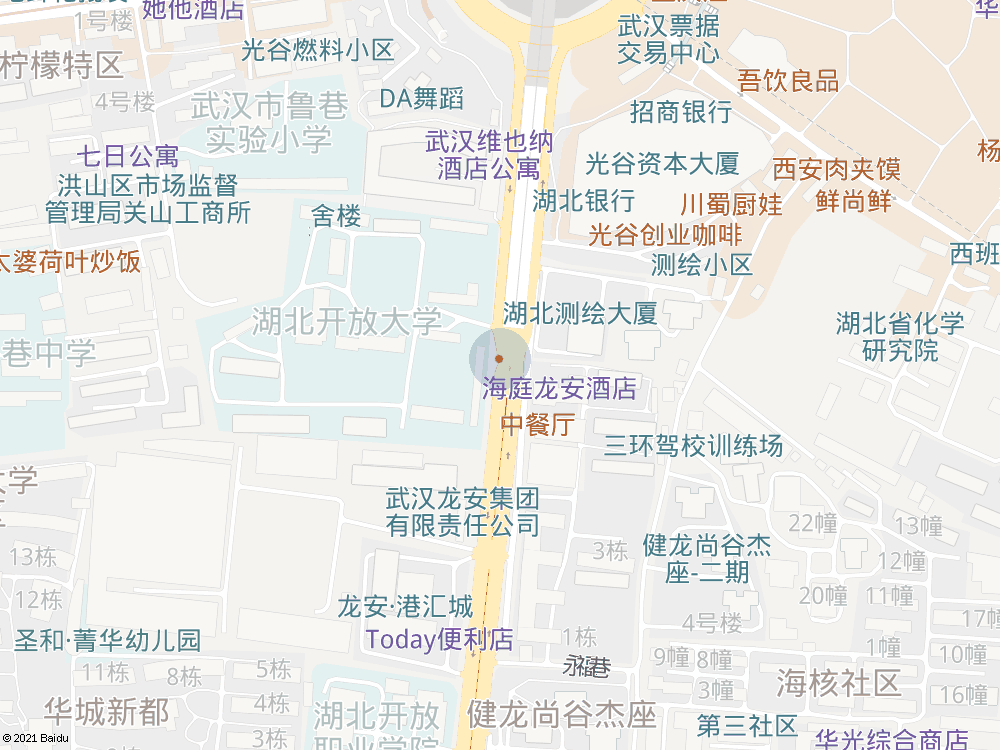 她他酒店
1号楼
武汉票据
交易中心
光谷燃料小区
柠檬特区
吾饮良品
4号楼
DA舞蹈
武汉市鲁巷
实验小学
招商银行
武汉维也纳
酒店公寓
七日公寓
光谷资本大厦
西安肉夹馍
鲜尚鲜
洪山区市场监督
管理局关山工商所
舍楼
湖北银行
川蜀厨娃
光谷创业咖啡
太婆荷叶炒饭
测绘小区
西班
湖北开放大学
湖北测绘大厦
湖北省化学
研究院
巷中学
海庭龙安酒店
中餐厅
三环驾校训练场
大学
武汉龙安集团
有限责任公司
22幢
13幢
13栋
3栋
健龙尚谷杰
座-二期
12幢
12栋
20幢
龙安·港汇城
4号楼
17幢
圣和·菁华幼儿园
Today便利店
1栋
1幢
永福巷
9幢
8幢
10幢
11栋
8栋
5栋
海核社区
3幢
16幢
4栋
华城新都
湖北开放
职业学院
健龙尚谷杰座
第三社区
3栋
华光综合商店
© 2021 Baidu